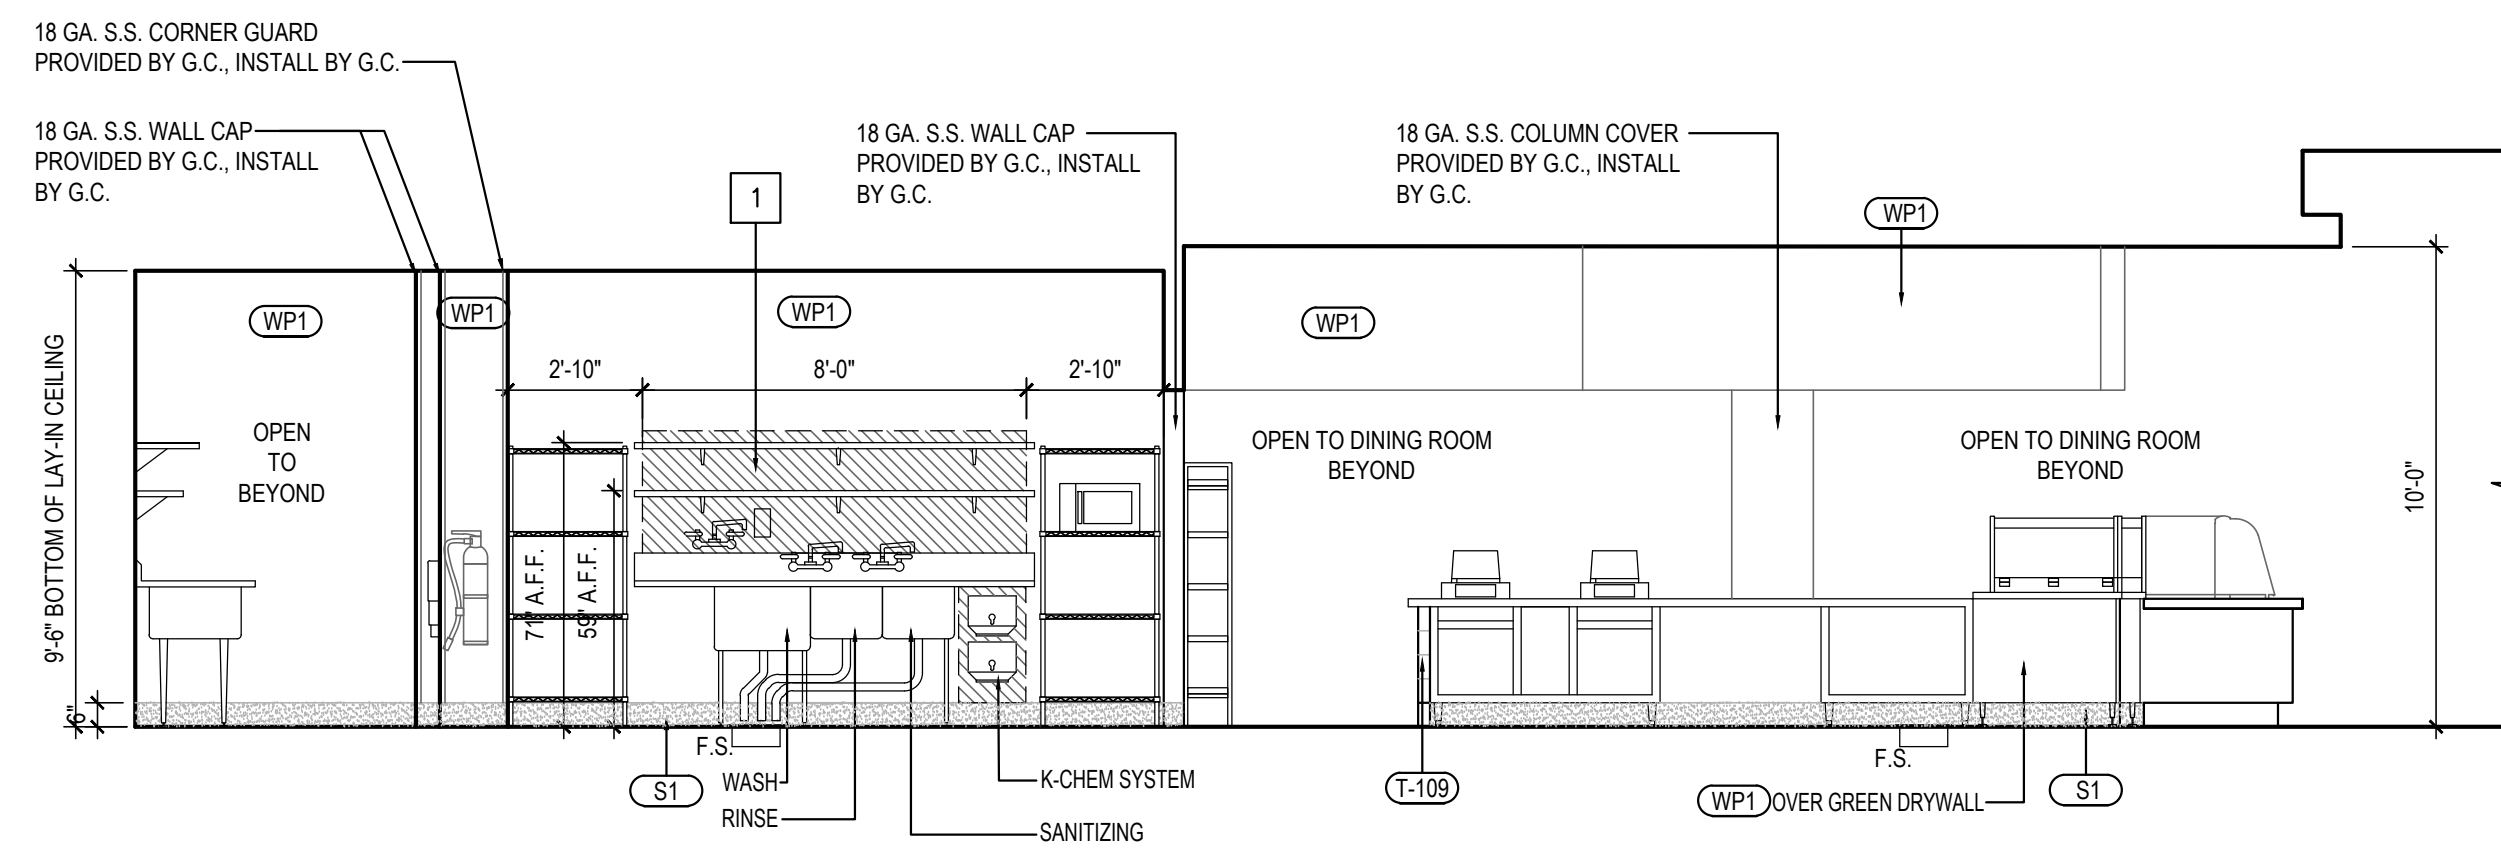 18 GA. S.S. CORNER GUARD
PROVIDED BY G.C., INSTALL BY G.C.
18 GA. S.S. WALL CAP
PROVIDED BY G.C., INSTALL
BY G.C.
1
18 GA. S.S. WALL CAP
PROVIDED BY G.C., INSTALL
BY G.C.
18 GA. S.S. COLUMN COVER
PROVIDED BY G.C., INSTALL
BY G.C.
WP1
WP1
WP1
WP1
WP1
2'-10"
8'-0"
2'-10"
9'-6" BOTTOM OF LAY-IN CEILING
6"
OPEN
TO
BEYOND
71" A.F.F.
59" A.F.F.
OPEN TO DINING ROOM
BEYOND
OPEN TO DINING ROOM
BEYOND
10'-0"
F.S.
S1
WASH
RINSE
K-CHEM SYSTEM
SANITIZING
T-109
F.S.
WP1 OVER GREEN DRYWALL
S1